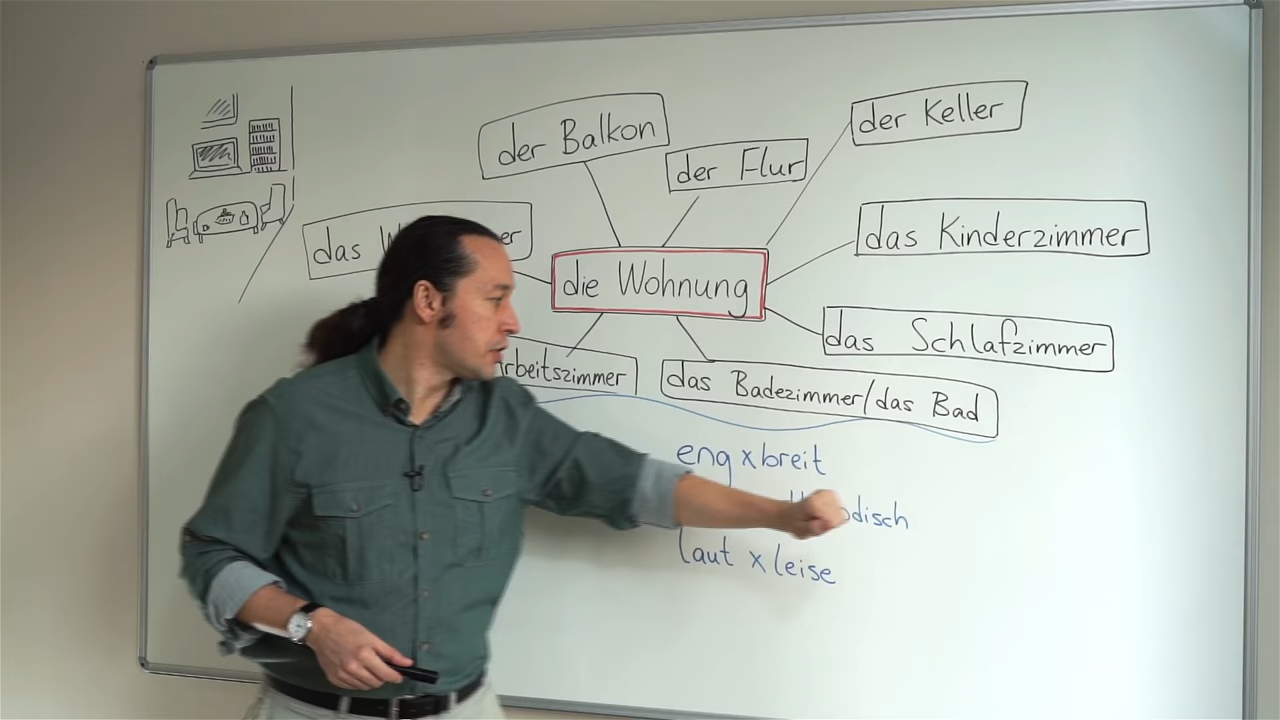 der Balkon
der Flur
der Keller
das
das Kinderzimmer
die Wohnung
das Schlafzimmer
das Badezimmer/das Bad
eng x breit
laut x leise